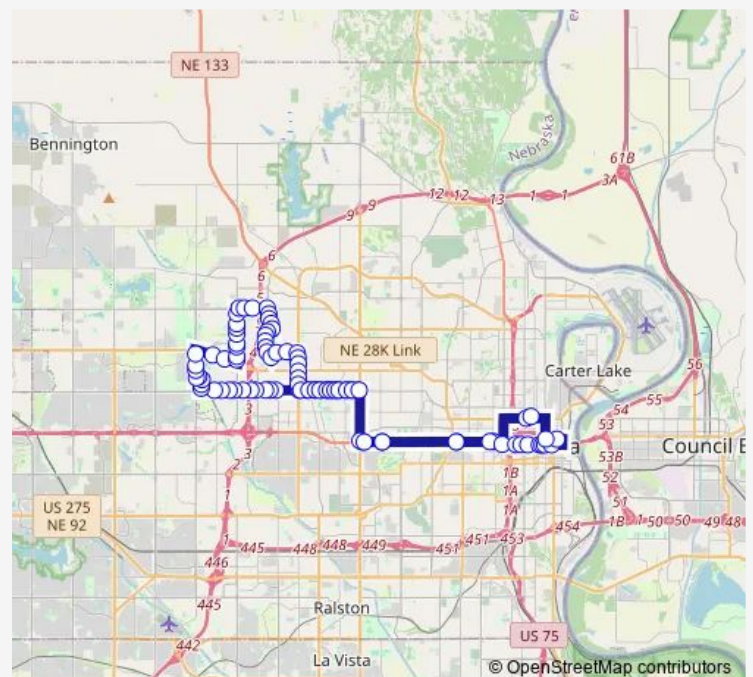 NE 133
Bennington
Nebraska
61B
3A
12
12
13
1
1
9
9
6
6
NE 28K Link
Carter Lake
56
55
54
53
a
Council B
3
3
2
1
53B
52
51
1B
1
50
50
49
48
US 275
NE 92
1B
1A
1A
1
445
448
448
449
451
451
453
454
446
445
Ralston
US 75
442
La Vista
© OpenStreetMap contributors